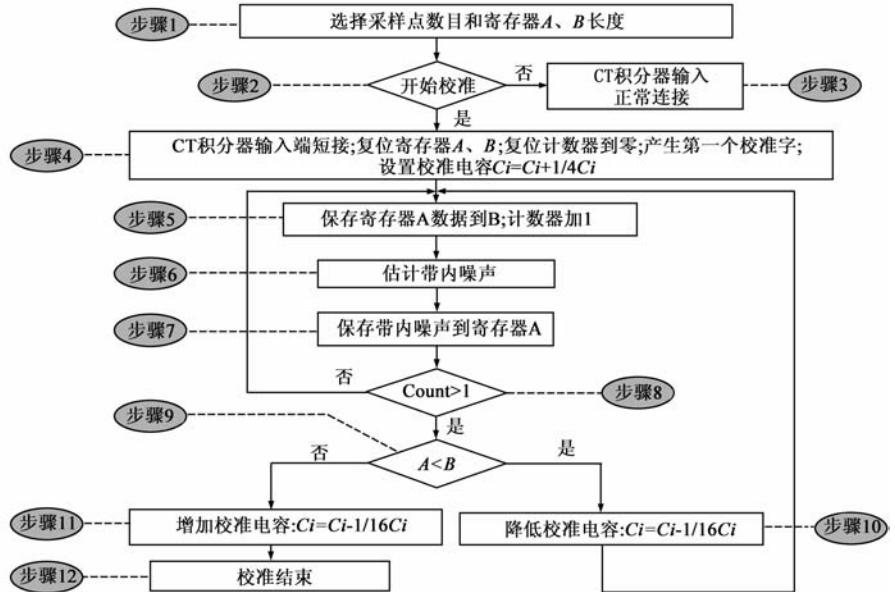 步骤1
选择采样点数目和寄存器A、B长度
步骤2
开始校准
否
CT积分器输入
正常连接
步骤3
是
步骤4
CT积分器输入端短接;复位寄存器A、B;复位计数器到零;产生第一个校准字;
设置校准电容Ci=Ci+1/4Ci
步骤5
保存寄存器A数据到B;计数器加1
步骤6
估计带内噪声
步骤7
保存带内噪声到寄存器A
否
Count>1
步骤8
步骤9
是
否
A<B
是
步骤11
增加校准电容:Ci=Ci-1/16Ci
降低校准电容:Ci=Ci-1/16Ci
步骤10
步骤12
校准结束